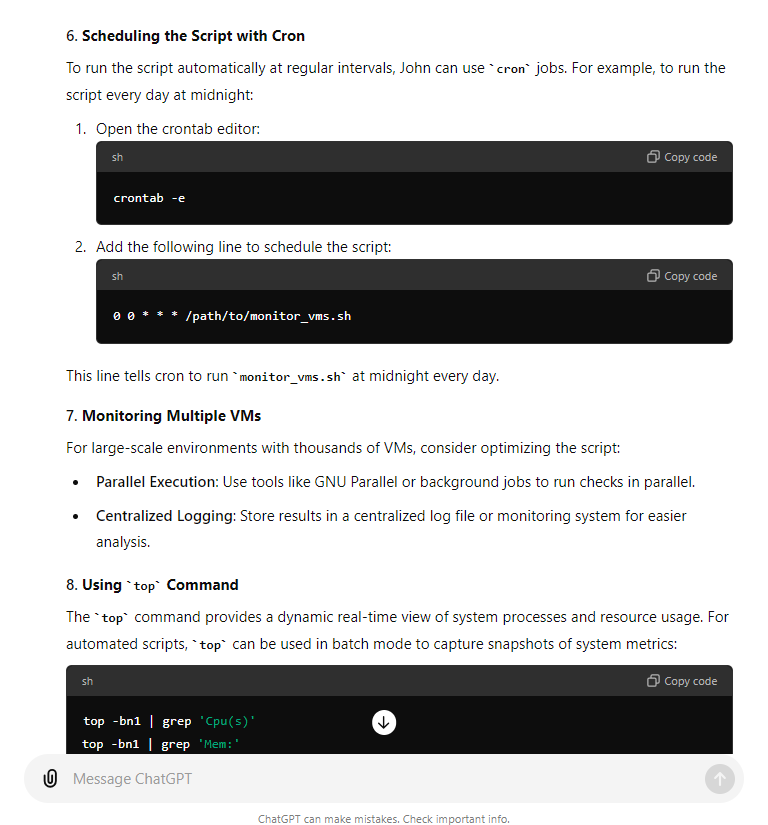 6. Scheduling the Script with Cron
To run the script automatically at regular intervals, John can use `cron` jobs. For example, to run the
script every day at midnight:
1. Open the crontab editor:
sh
Copy code
crontab -e
2. Add the following line to schedule the script:
sh
Copy code
0 0 * * * /path/to/monitor_vms.sh
This line tells cron to run `monitor_vms.sh` at midnight every day.
7. Monitoring Multiple VMs
For large-scale environments with thousands of VMs, consider optimizing the script:
• Parallel Execution: Use tools like GNU Parallel or background jobs to run checks in parallel.
• Centralized Logging: Store results in a centralized log file or monitoring system for easier
analysis.
8. Using `top` Command
The `top` command provides a dynamic real-time view of system processes and resource usage. For
automated scripts, `top` can be used in batch mode to capture snapshots of system metrics:
sh
Copy code
top -bn1 | grep 'Cpu(s)'
top -bn1 | grep 'Mem:'
Message ChatGPT
ChatGPT can make mistakes. Check important info.